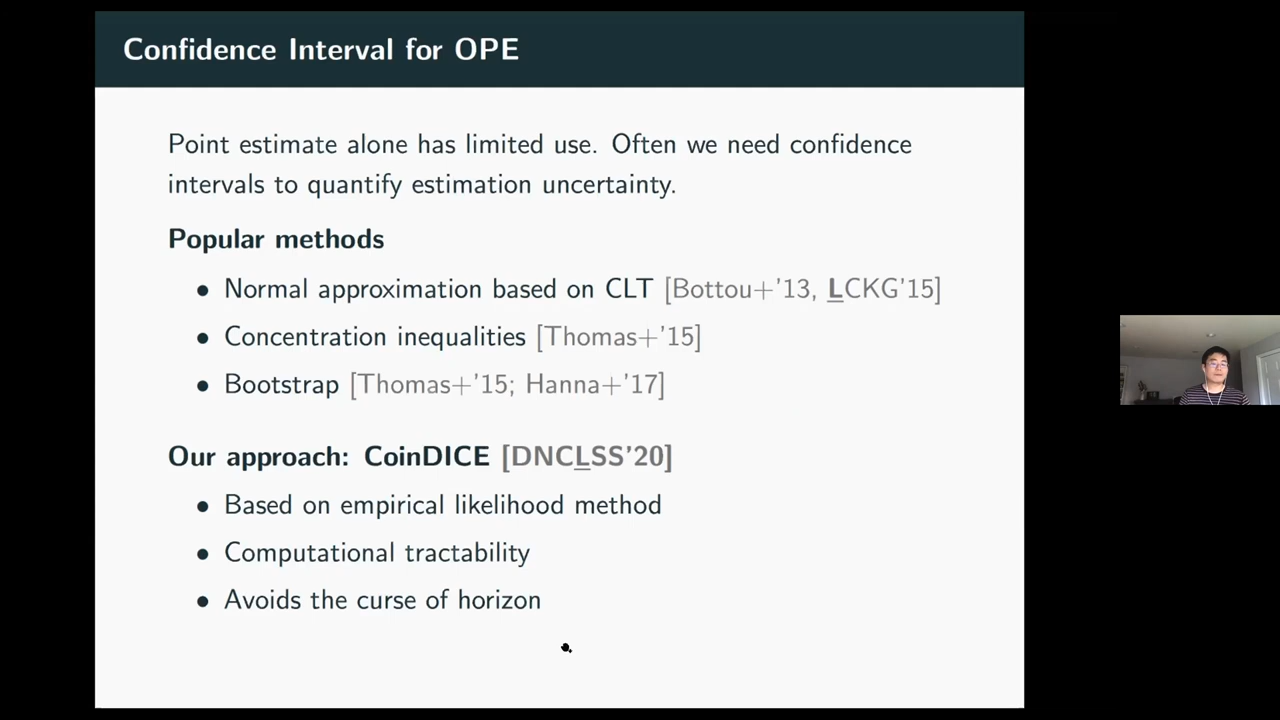 Confidence Interval for OPE
Point estimate alone has limited use. Often we need confidence
intervals to quantify estimation uncertainty.
Popular methods
• Normal approximation based on CLT [Bottou+'13, LCKG'15]
• Concentration inequalities [Thomas+'15]
• Bootstrap [Thomas+'15; Hanna+'17]
Our approach: CoinDICE [DNCLSS'20]
• Based on empirical likelihood method
• Computational tractability
• Avoids the curse of horizon